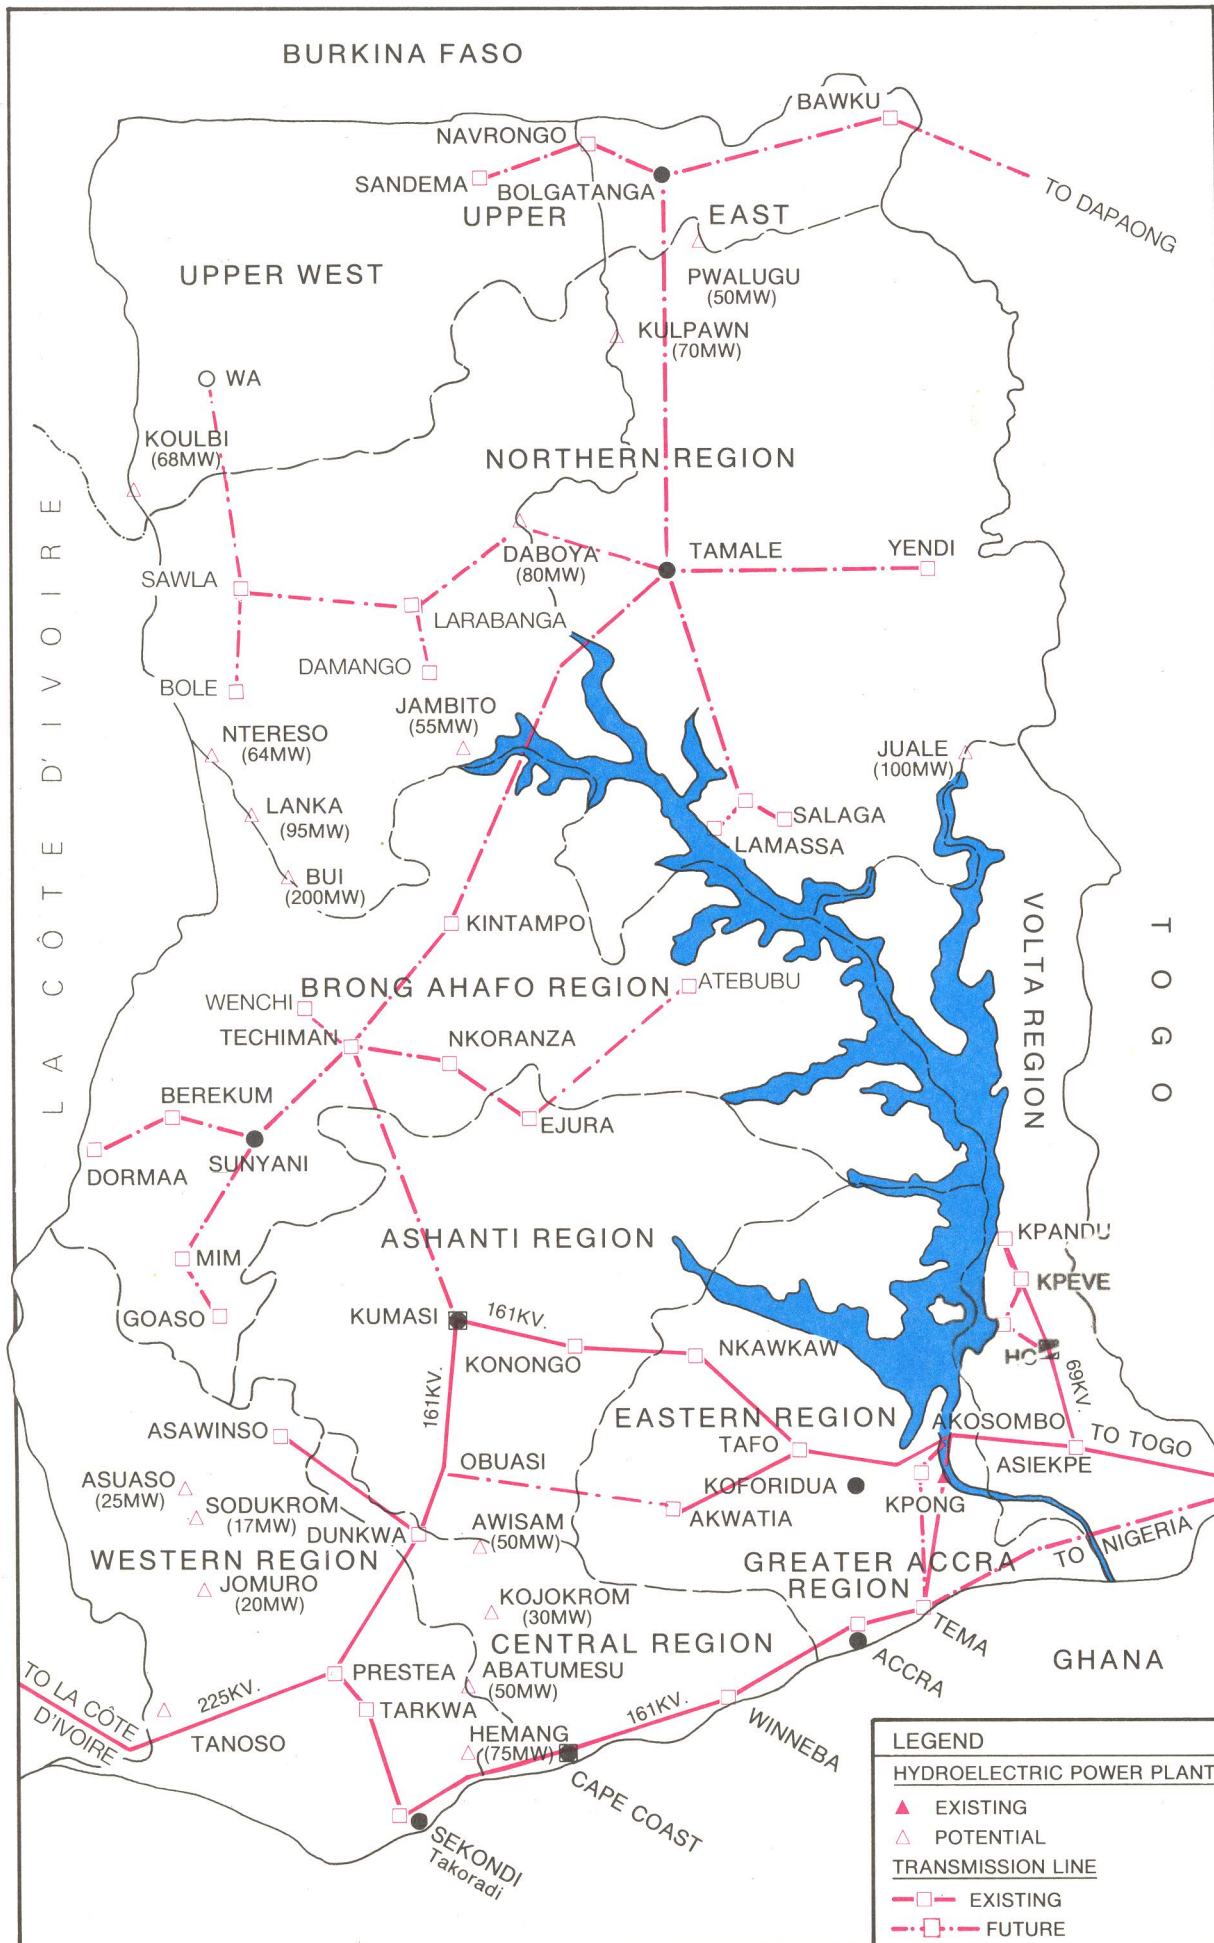 BURKINA FASO
BAWKU
NAVRONGO
SANDEMA
BOLGATANGA
TO DAPAONG
UPPER EAST
UPPER WEST
PWALUGU
(50MW)
KULPAWN
(70MW)
WA
KOULBI
(68MW)
NORTHERN REGION
DABOYA
(80MW)
TAMALE
YENDI
SAWLA
LARABANGA
DAMANGO
BOLE
JAMBITO
(55MW)
NTERESO
(64MW)
JUALE
(100MW)
LANKA
(95MW)
SALAGA
LAMASSA
BUI
(200MW)
LA CÔTE D'IVOIRE
KINTAMPO
VOLTA REGION
TOGO
BRONG AHAFO REGION
ATEBUBU
WENCHI
TECHIMAN
NKORANZA
BEREKUM
EJURA
SUNYANI
DORMAA
ASHANTI REGION
KPANDU
MIM
KPEVE
GOASO
KUMASI
161KV.
KONONGO
NKAWKAW
HO
69KV.
161KV.
EASTERN REGION
AKOSOMBO
TO TOGO
ASAWINSO
TAFO
ASIEKPE
OBUASI
ASUASO
(25MW)
KOFORIDUA
KPONG
SODUKROM
(17MW)
AKWATIA
DUNKWA
AWISAM
(50MW)
TO NIGERIA
WESTERN REGION
GREATER ACCRA
REGION
JOMURO
(20MW)
KOJOKROM
(30MW)
TEMA
CENTRAL REGION
ACCRA
GHANA
PRESTEA
ABATUMESU
(50MW)
TO LA CÔTE
D'IVOIRE
225KV.
TARKWA
161KV.
WINNEBA
TANOSO
HEMANG
(75MW)
CAPE COAST
SEKONDI
Takoradi
LEGEND
HYDROELECTRIC POWER PLANT
EXISTING
POTENTIAL
TRANSMISSION LINE
EXISTING
FUTURE